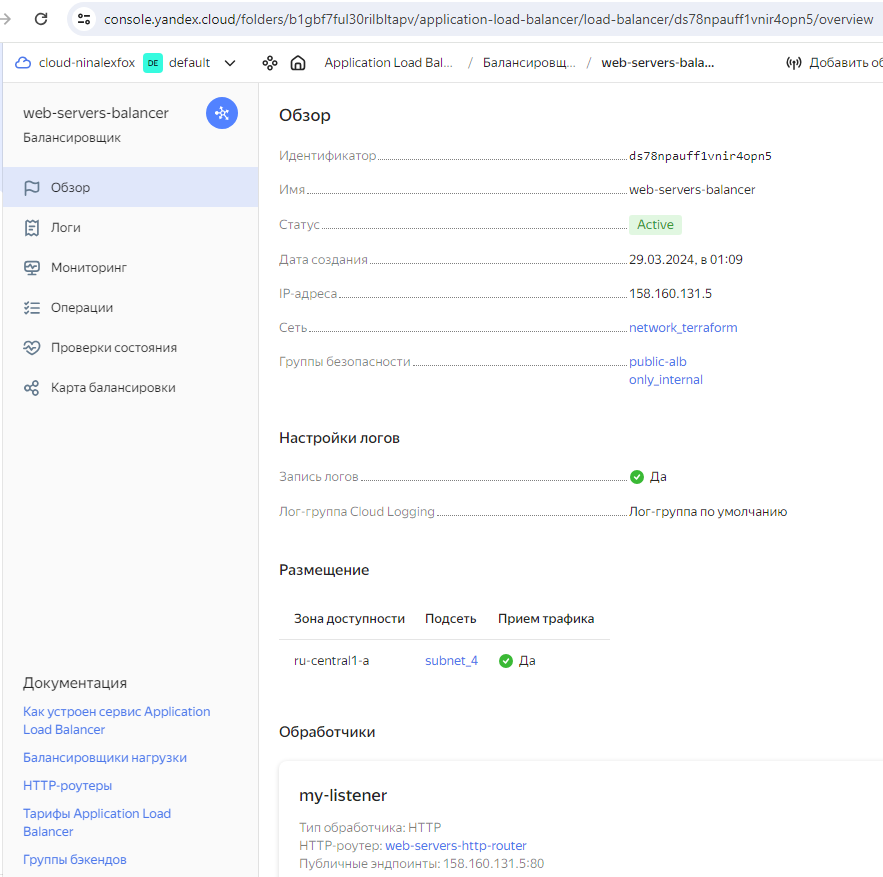 console.yandex.cloud/folders/b1gbf7ful30rilbltapv/application-load-balancer/load-balancer/ds78npauff1vnir4opn5/overview
cloud-ninalexfox DE default Application Load Bal... / Балансировщ... / web-servers-bala... Добавить об
web-servers-balancer
Балансировщик
Обзор
Логи
Мониторинг
Операции
Проверки состояния
Карта балансировки
Документация
Как устроен сервис Application
Load Balancer
Балансировщики нагрузки
HTTP-роутеры
Тарифы Application Load
Balancer
Группы бэкендов
Обзор
Идентификатор ds78npauff1vnir4opn5
Имя web-servers-balancer
Статус Active
Дата создания 29.03.2024, в 01:09
IP-адреса 158.160.131.5
Сеть network_terraform
Группы безопасности public-alb
only_internal
Настройки логов
Запись логов Да
Лог-группа Cloud Logging Лог-группа по умолчанию
Размещение
Зона доступности Подсеть Прием трафика
ru-central1-a subnet_4 Да
Обработчики
my-listener
Тип обработчика: HTTP
HTTP-роутер: web-servers-http-router
Публичные эндпоинты: 158.160.131.5:80